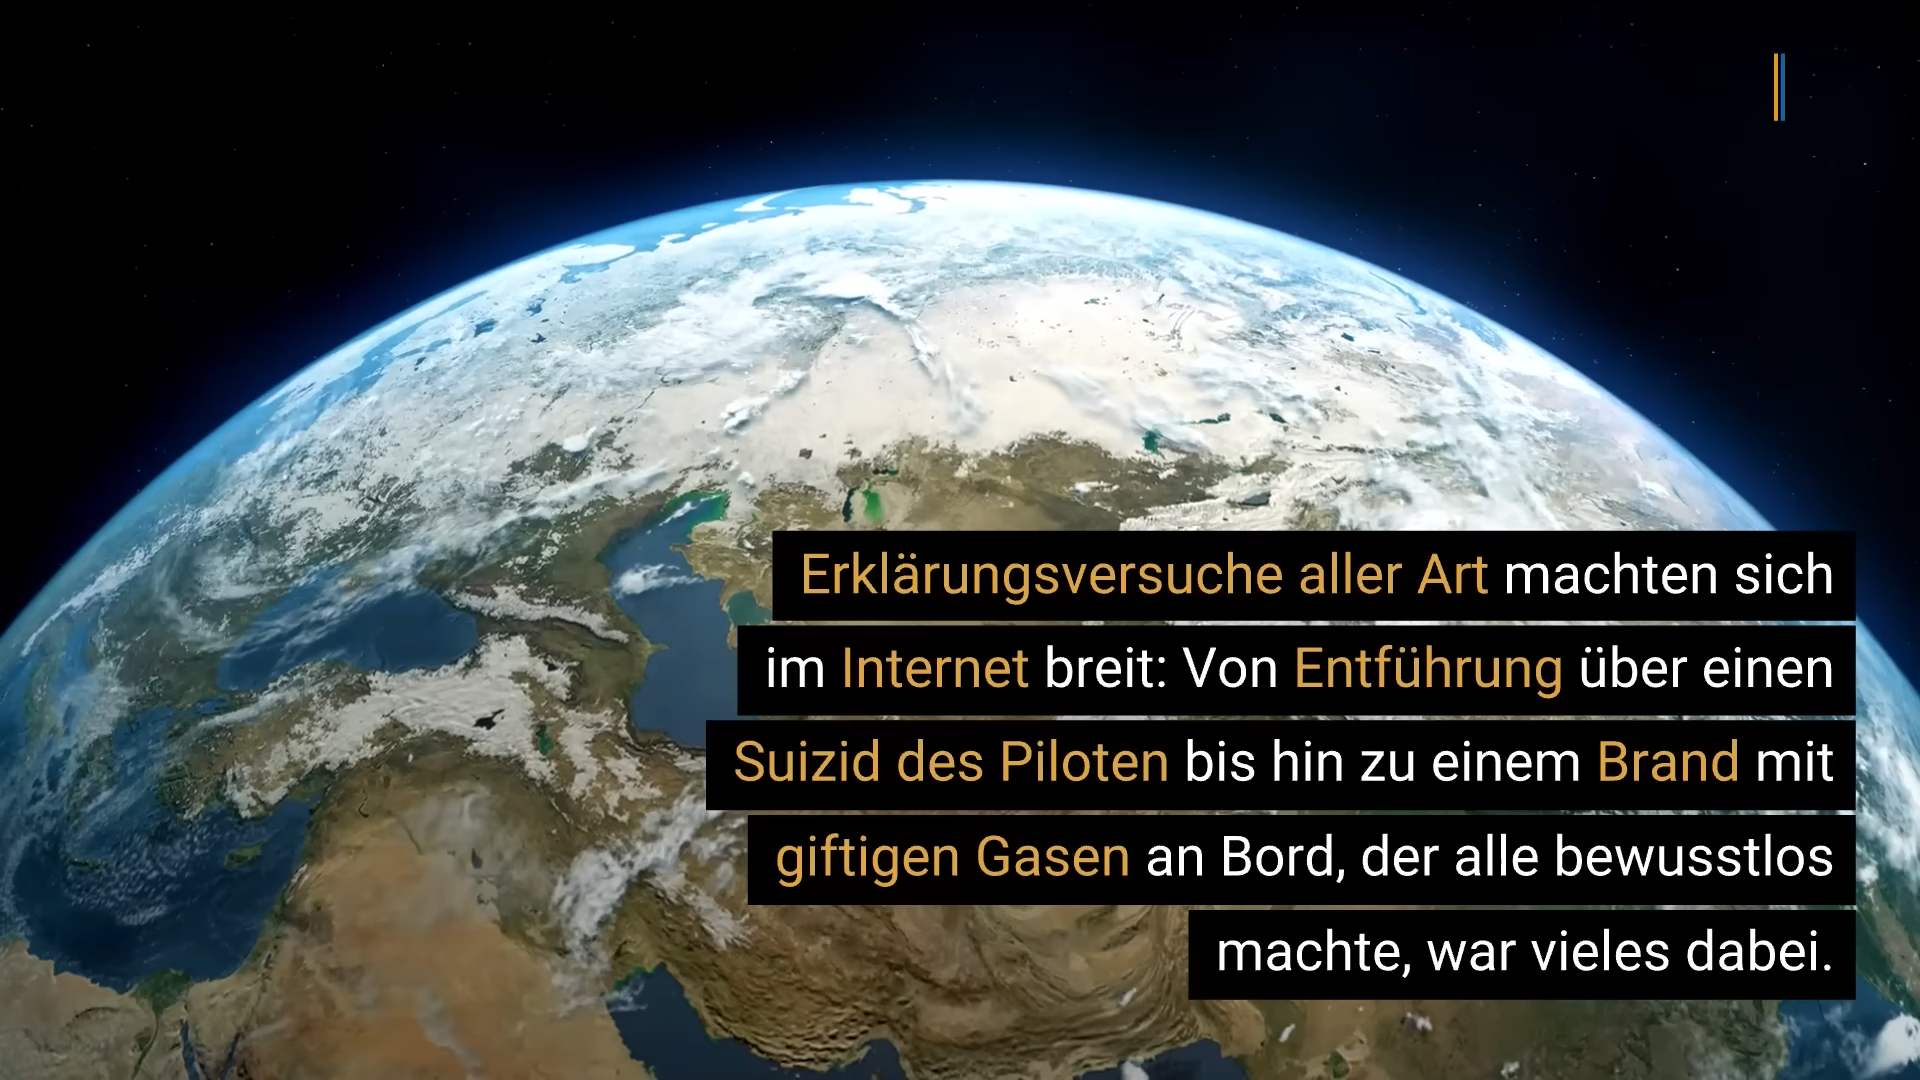 Erklärungsversuche aller Art machten sich
im Internet breit: Von Entführung über einen
Suizid des Piloten bis hin zu einem Brand mit
giftigen Gasen an Bord, der alle bewusstlos
machte, war vieles dabei.